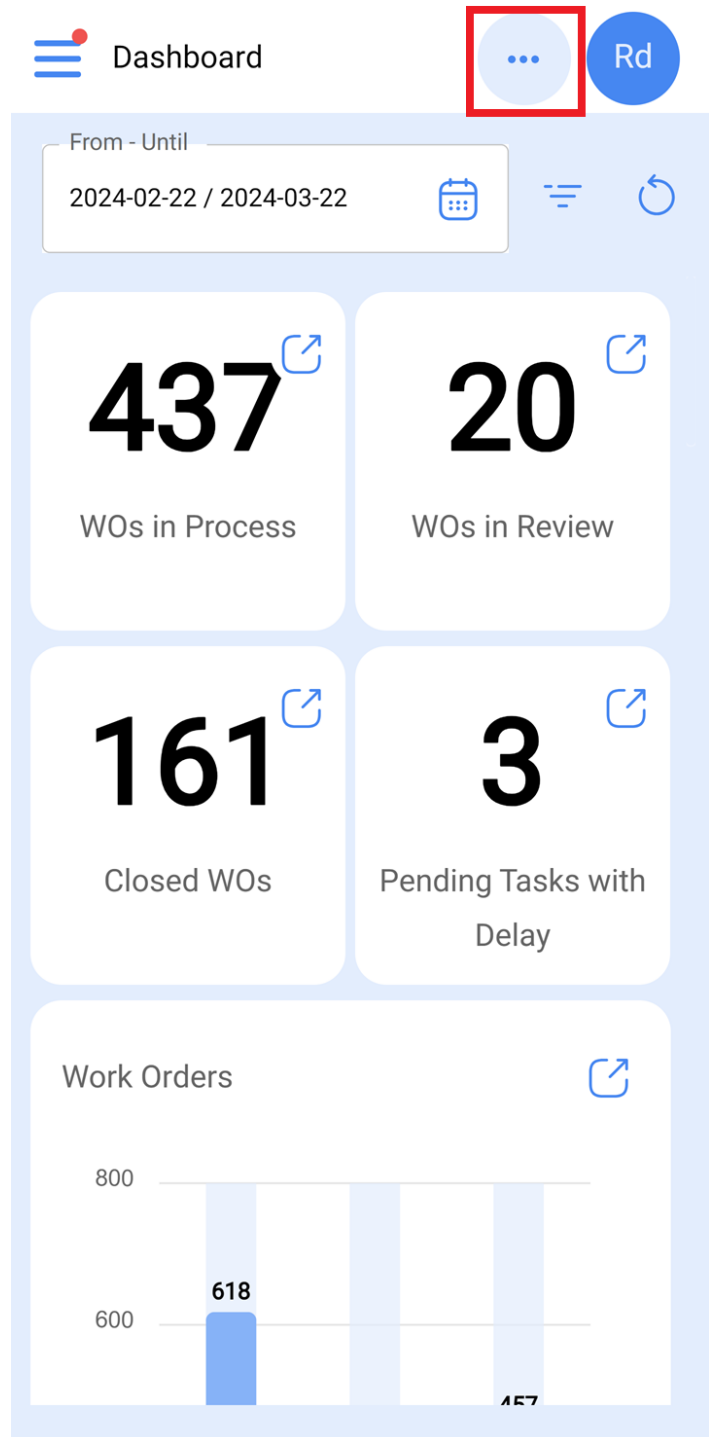 Dashboard
Rd
From - Until
2024-02-22 / 2024-03-22
437
20
WOs in Process
WOs in Review
161
3
Closed WOs
Pending Tasks with
Delay
Work Orders
800
618
600
457